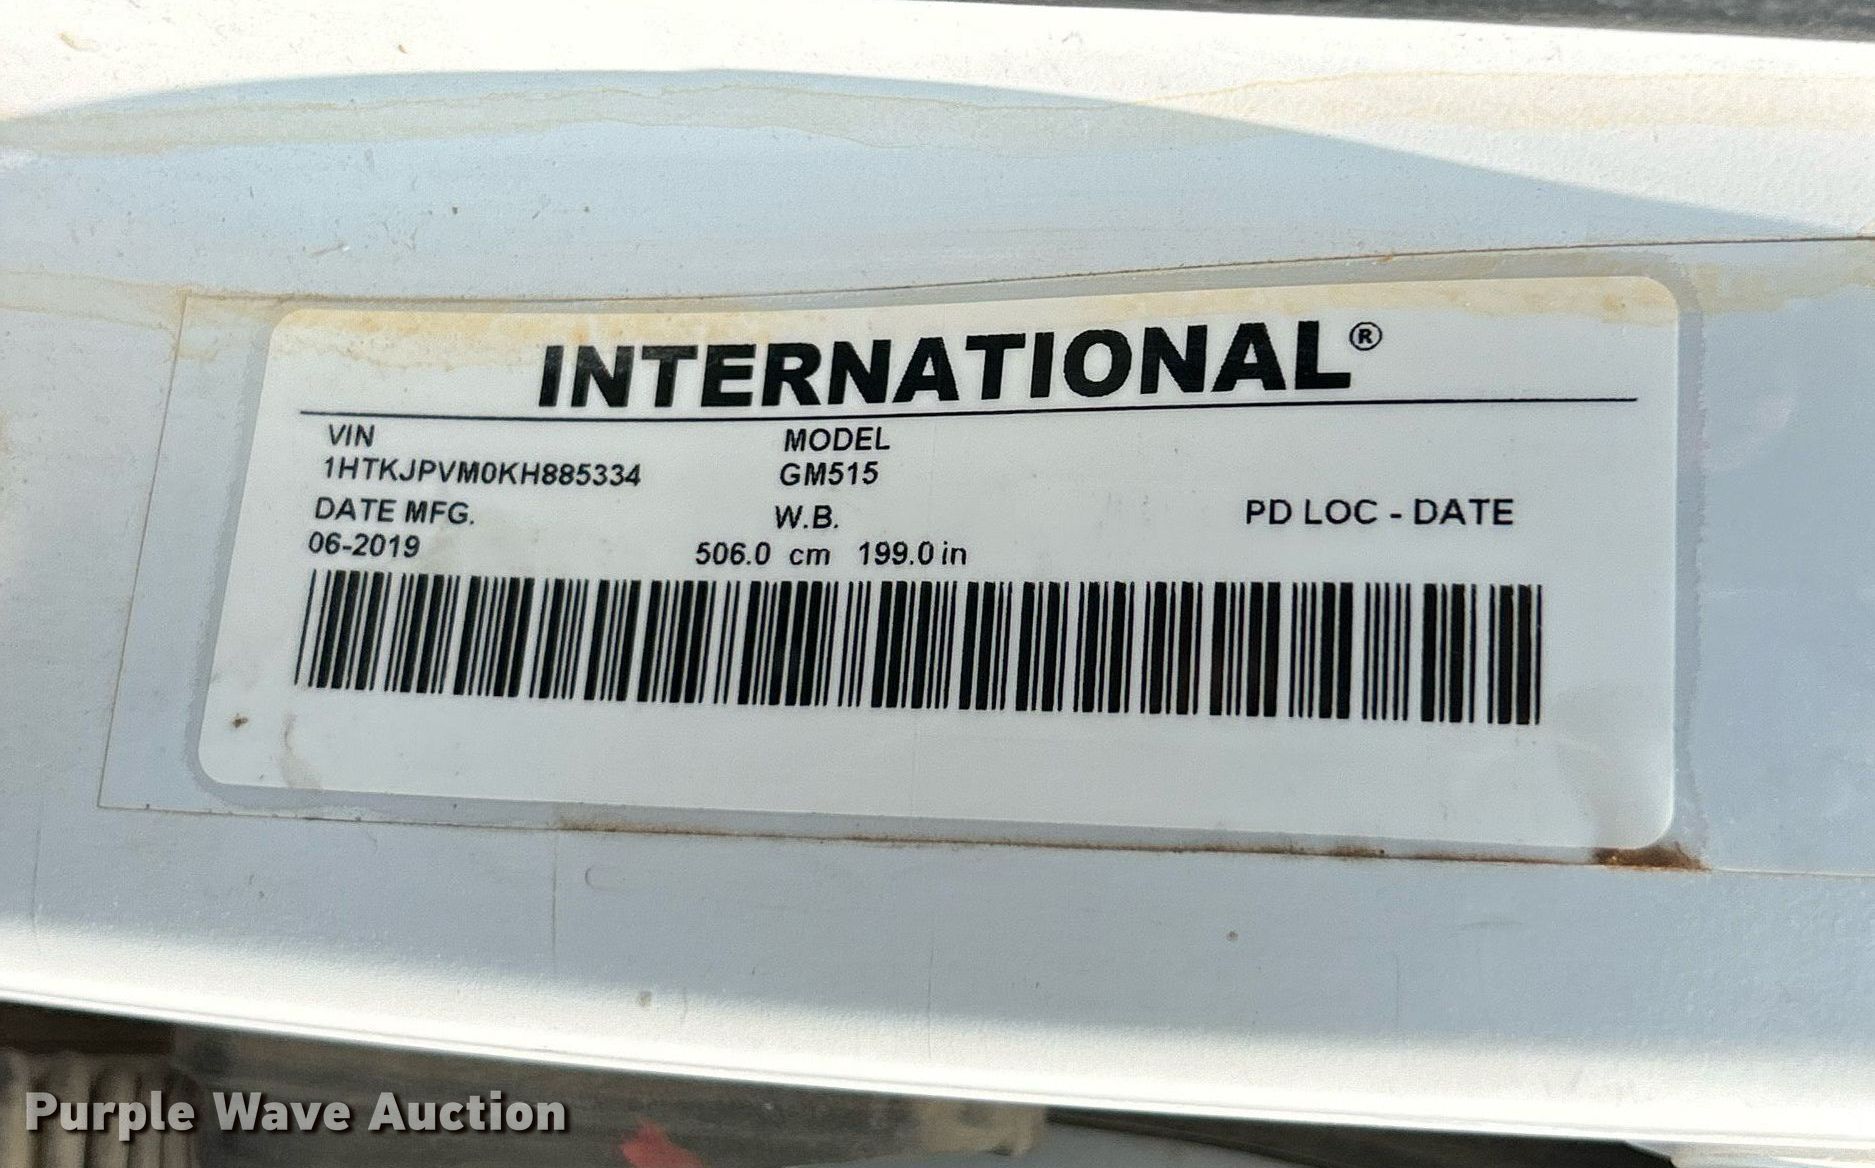 INTERNATIONAL®
VIN MODEL
1HTKJPVM0KH885334 GM515
DATE MFG. W.B. PD LOC - DATE
06-2019 506.0 cm 199.0 in
Purple Wave Auction